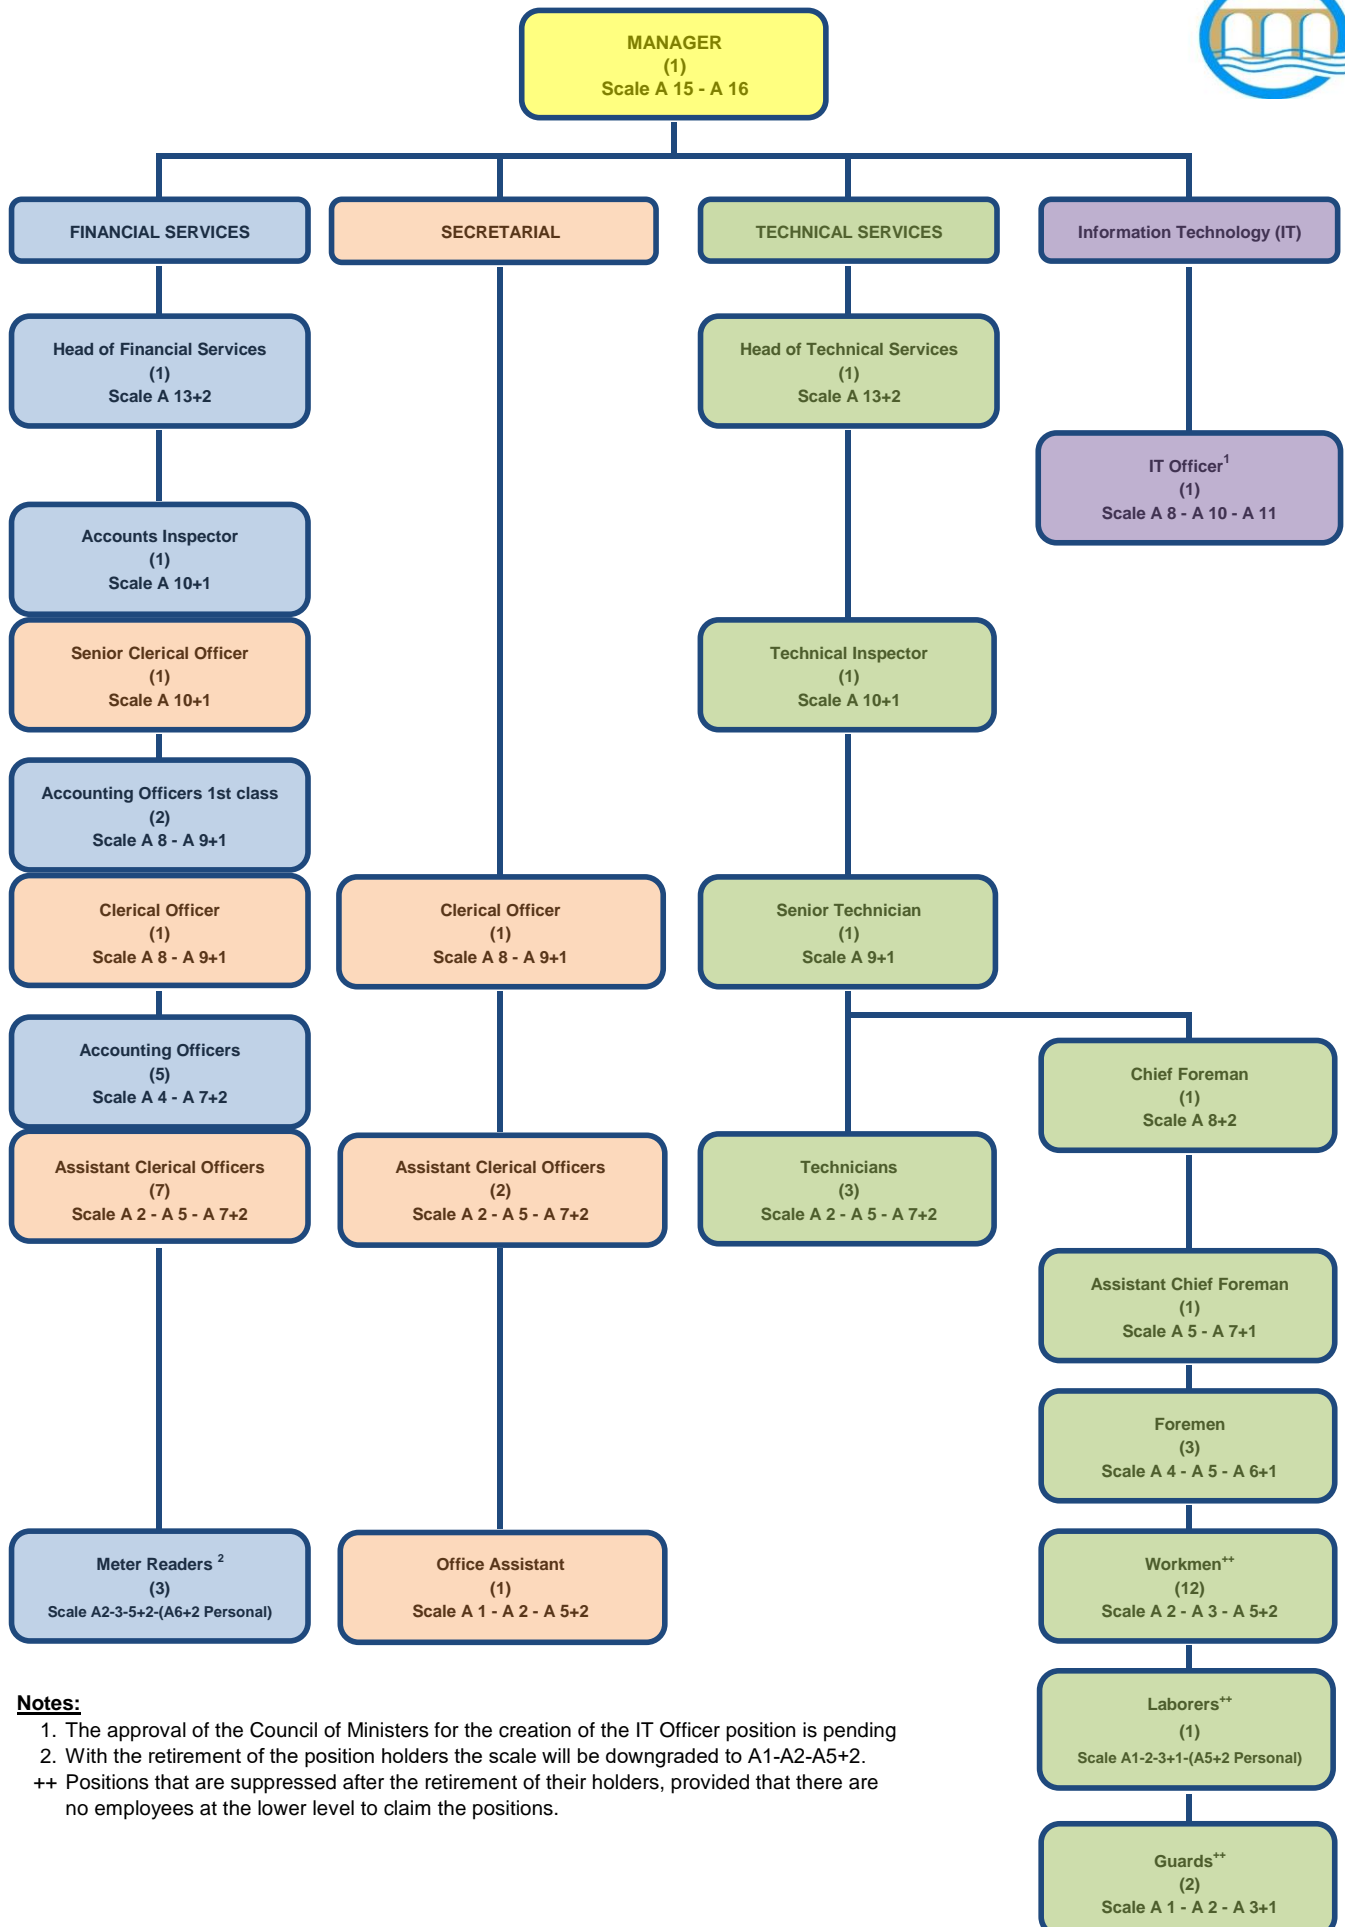 MANAGER
(1)
Scale A 15 - A 16
FINANCIAL SERVICES
SECRETARIAL
TECHNICAL SERVICES
Information Technology (IT)
Head of Financial Services
(1)
Scale A 13+2
Head of Technical Services
(1)
Scale A 13+2
IT Officer¹
(1)
Scale A 8 - A 10 - A 11
Accounts Inspector
(1)
Scale A 10+1
Senior Clerical Officer
(1)
Scale A 10+1
Technical Inspector
(1)
Scale A 10+1
Accounting Officers 1st class
(2)
Scale A 8 - A 9+1
Clerical Officer
(1)
Scale A 8 - A 9+1
Clerical Officer
(1)
Scale A 8 - A 9+1
Senior Technician
(1)
Scale A 9+1
Accounting Officers
(5)
Scale A 4 - A 7+2
Chief Foreman
(1)
Scale A 8+2
Assistant Clerical Officers
(7)
Scale A 2 - A 5 - A 7+2
Assistant Clerical Officers
(2)
Scale A 2 - A 5 - A 7+2
Technicians
(3)
Scale A 2 - A 5 - A 7+2
Assistant Chief Foreman
(1)
Scale A 5 - A 7+1
Foremen
(3)
Scale A 4 - A 5 - A 6+1
Meter Readers ²
(3)
Scale A2-3-5+2-(A6+2 Personal)
Office Assistant
(1)
Scale A 1 - A 2 - A 5+2
Workmen⁺⁺
(12)
Scale A 2 - A 3 - A 5+2
Laborers⁺⁺
(1)
Scale A1-2-3+1-(A5+2 Personal)
Guards⁺⁺
(2)
Scale A 1 - A 2 - A 3+1
Notes:
1. The approval of the Council of Ministers for the creation of the IT Officer position is pending
2. With the retirement of the position holders the scale will be downgraded to A1-A2-A5+2.
++ Positions that are suppressed after the retirement of their holders, provided that there are
no employees at the lower level to claim the positions.